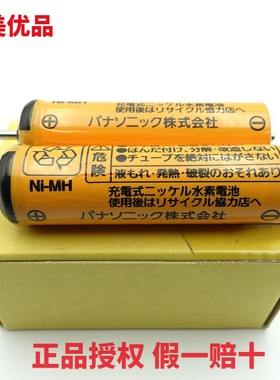 美优品
Ni-MH
充電式ニッケル水素電池
使用後はリサイクル協力店へ
パナソニック株式会社
危険
●はんだ付け、分解・改造しない
●チューブを絶対にはがさない
液もれ・発熱・破裂のおそれあり
Ni-MH
充電式ニッケル水素電池
使用後はリサイクル協力店へ
パナソニック株式会社
正品授权 假一赔十